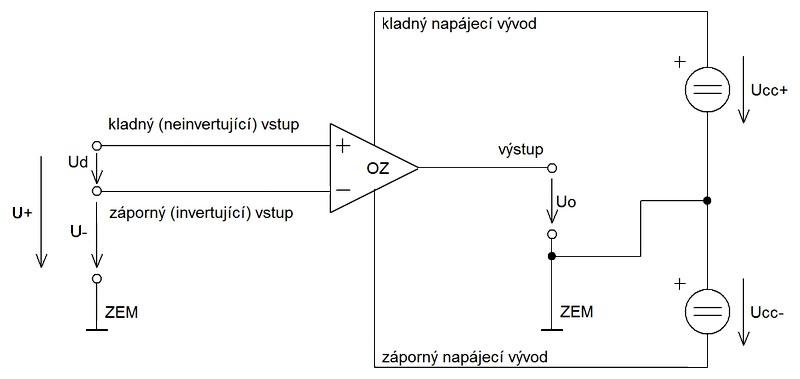 kladný napájecí vývod
+
Ucc+
kladný (neinvertující) vstup
+
Ud
OZ
výstup
-
U+
záporný (invertující) vstup
Uo
U-
+
ZEM
ZEM
Ucc-
záporný napájecí vývod